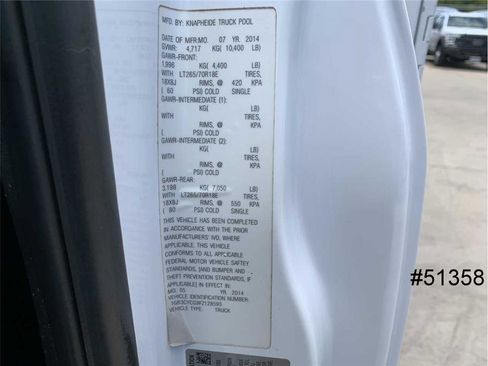 MFD. BY: KNAPHEIDE TRUCK POOL
DATE OF MFR:MO. 07 YR. 2014
GVWR: 4,717 KG( 10,400 LB)
GAWR-FRONT:
1,996 KG( 4,400 LB)
WITH LT265/70R18E TIRES,
18X8J RIMS, @ 420 KPA
( 60 PSI) COLD SINGLE
GAWR-INTERMEDIATE (1):
KG( LB)
WITH TIRES,
RIMS, @ KPA
( PSI) COLD
GAWR-INTERMEDIATE (2):
KG( LB)
WITH TIRES,
RIMS, @ KPA
( PSI) COLD
GAWR-REAR:
3,198 KG( 7,050 LB)
WITH LT265/70R18E TIRES,
18X8J RIMS, @ 550 KPA
( 80 PSI) COLD SINGLE
THIS VEHICLE HAS BEEN COMPLETED
IN ACCORDANCE WITH THE PRIOR
MANUFACTURERS' IVD, WHERE
APPLICABLE. THIS VEHICLE
CONFORMS TO ALL APPLICABLE
FEDERAL MOTOR VEHICLE SAFETY
STANDARDS, [AND BUMPER AND
THEFT PREVENTION STANDARDS, IF
APPLICABLE] IN EFFECT IN
MO. 05 YR. 2014
VEHICLE IDENTIFICATION NUMBER:
TYPE: TRUCK
#51358